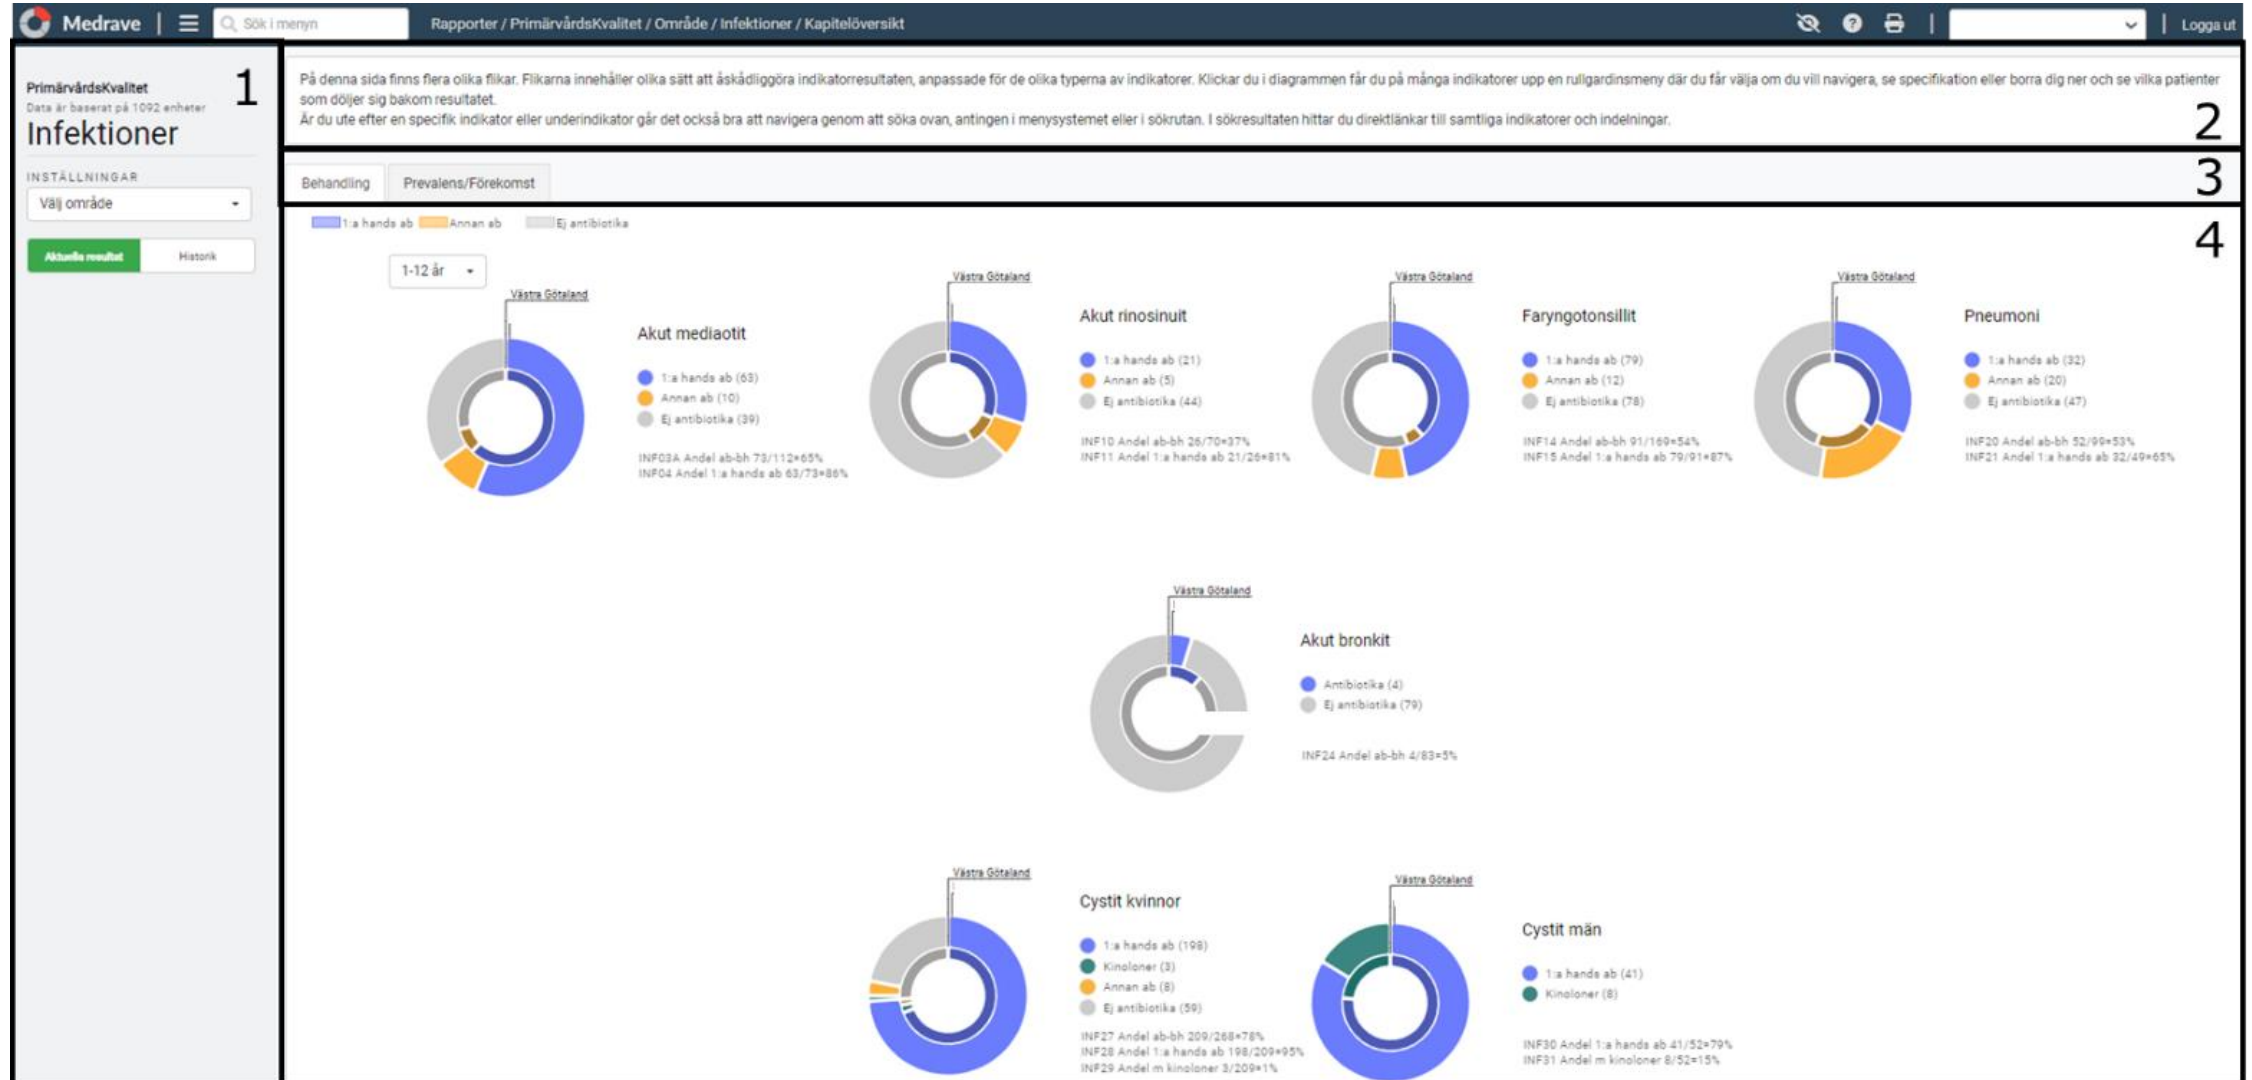 Medrave
Sök i menyn
Rapporter / PrimärvårdsKvalitet / Område / Infektioner / Kapitelöversikt
Logga ut
1
PrimärvårdsKvalitet
Data är baserat på 1092 enheter
Infektioner
INSTÄLLNINGAR
Välj område
Aktuella resultat
Historik
På denna sida finns flera olika flikar. Flikarna innehåller olika sätt att åskådliggöra indikatorresultaten, anpassade för de olika typerna av indikatorer. Klickar du i diagrammen får du på många indikatorer upp en rullgardinsmeny där du får välja om du vill navigera, se specifikation eller borra dig ner och se vilka patienter
som döljer sig bakom resultatet.
Är du ute efter en specifik indikator eller underindikator går det också bra att navigera genom att söka ovan, antingen i menysystemet eller i sökrutan. I sökresultaten hittar du direktlänkar till samtliga indikatorer och indelningar.
2
Behandling
Prevalens/Förekomst
3
1:a hands ab
Annan ab
Ej antibiotika
4
1-12 år
Västra Götaland
Akut mediaotit
1:a hands ab (63)
Annan ab (10)
Ej antibiotika (39)
INF03A Andel ab-bh 73/112=65%
INF04 Andel 1:a hands ab 63/73=86%
Västra Götaland
Akut rinosinuit
1:a hands ab (21)
Annan ab (5)
Ej antibiotika (44)
INF10 Andel ab-bh 26/70=37%
INF11 Andel 1:a hands ab 21/26=81%
Västra Götaland
Faryngotonsillit
1:a hands ab (79)
Annan ab (12)
Ej antibiotika (78)
INF14 Andel ab-bh 91/169=54%
INF15 Andel 1:a hands ab 79/91=87%
Västra Götaland
Pneumoni
1:a hands ab (32)
Annan ab (20)
Ej antibiotika (47)
INF20 Andel ab-bh 52/99=53%
INF21 Andel 1:a hands ab 32/49=65%
Västra Götaland
Akut bronkit
Antibiotika (4)
Ej antibiotika (79)
INF24 Andel ab-bh 4/83=5%
Västra Götaland
Cystit kvinnor
1:a hands ab (198)
Kinoloner (3)
Annan ab (8)
Ej antibiotika (59)
INF27 Andel ab-bh 209/268=78%
INF28 Andel 1:a hands ab 198/209=95%
INF29 Andel m kinoloner 3/209=1%
Västra Götaland
Cystit män
1:a hands ab (41)
Kinoloner (8)
INF30 Andel 1:a hands ab 41/52=79%
INF31 Andel m kinoloner 8/52=15%